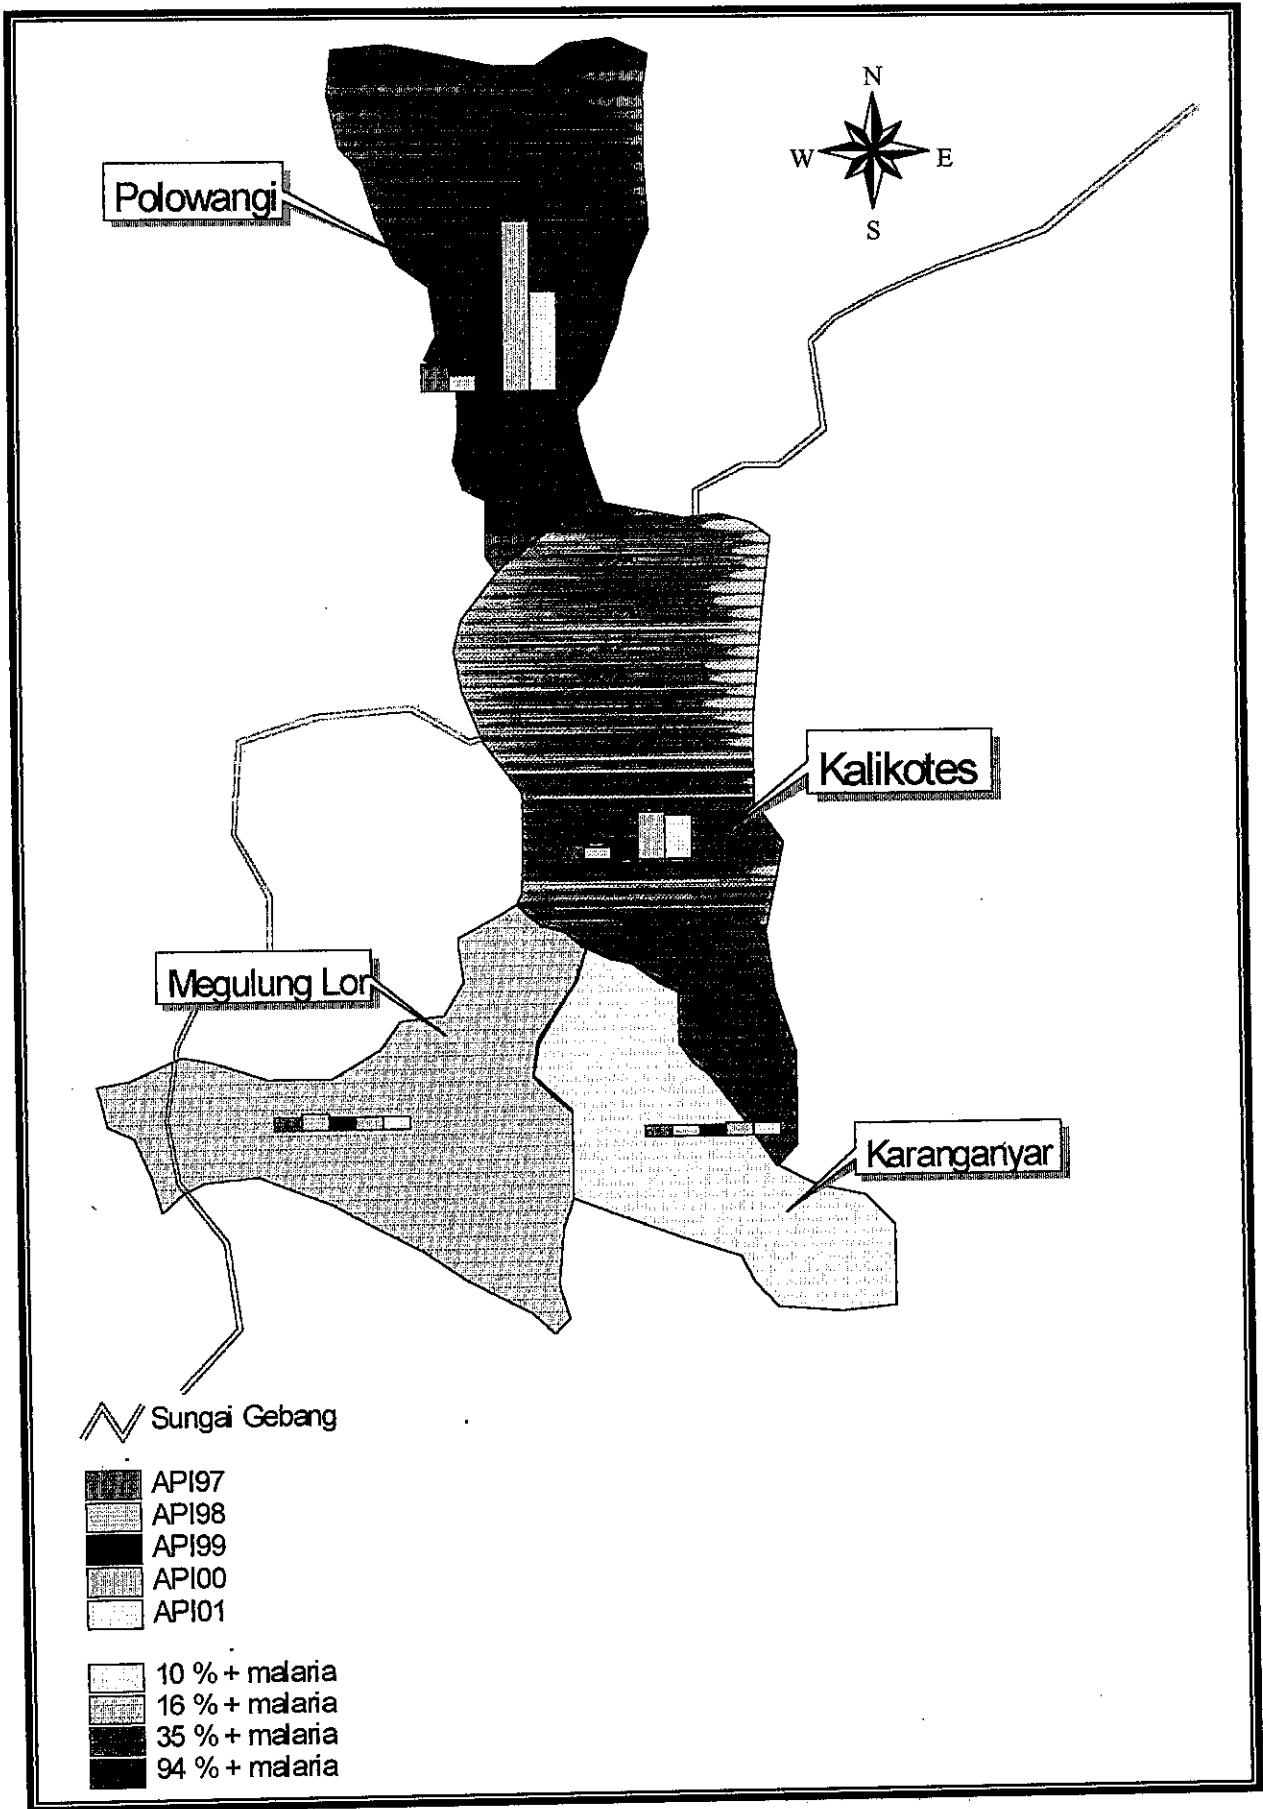 N
W
E
S
Polowangi
Kalikotes
Megulung Lor
Karanganyar
Sungai Gebang
API97
API98
API99
API00
API01
10 % + malaria
16 % + malaria
35 % + malaria
94 % + malaria